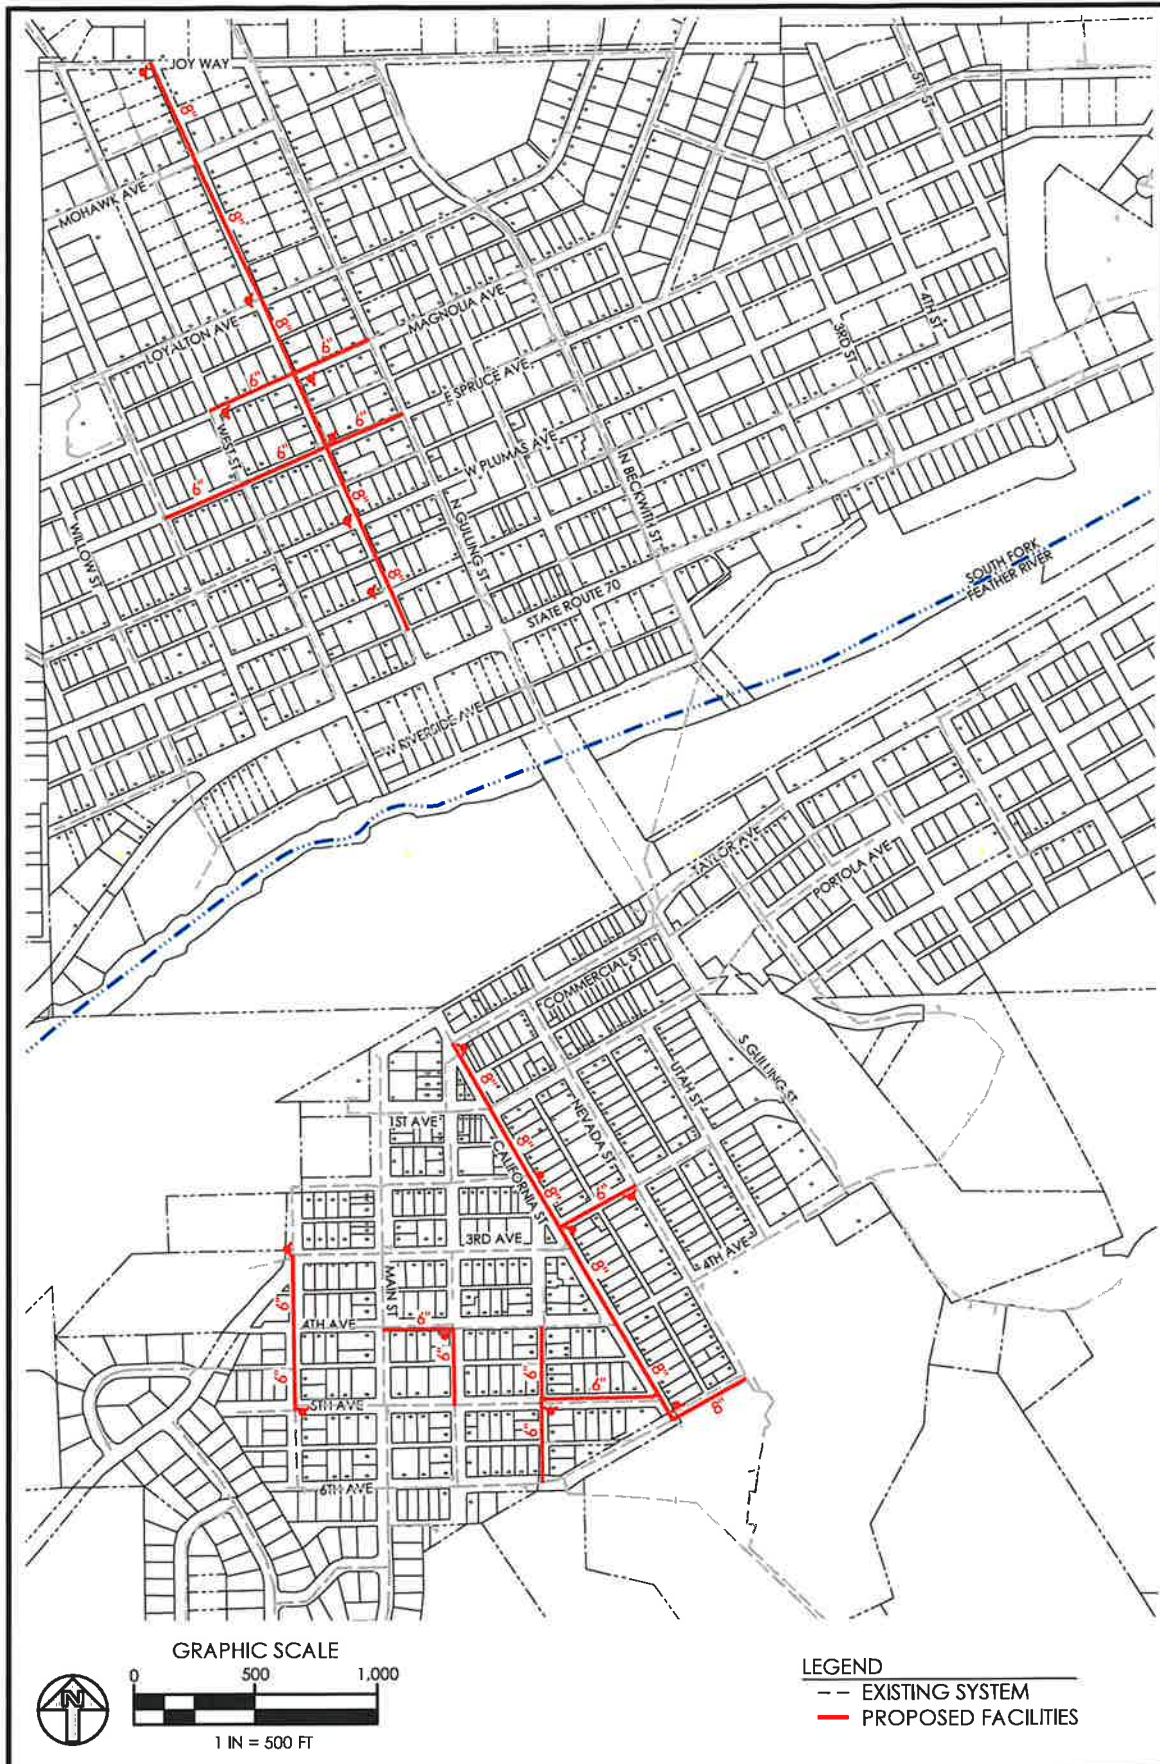 JOY WAY
5TH ST
8"
MOHAWK AVE
8"
4TH ST
MAGNOLIA AVE
8"
LOYALTON AVE
6"
3RD ST
E SPRUCE AVE
6"
6"
WEST ST
6"
W PLUMAS AVE
N BECKWITH ST
6"
8"
N GULLING ST
WILLOW ST
8"
STATE ROUTE 70
SOUTH FORK
FEATHER RIVER
W RIVERSIDE AVE
TAYLOR AVE
PORTOLA AVE
COMMERCIAL ST
8"
S GULLING ST
UTAH ST
1ST AVE
NEVADA ST
8"
CALIFORNIA ST
8"
6"
3RD AVE
4TH AVE
8"
MAIN ST
6"
4TH AVE
6"
6"
6"
8"
6"
6"
5TH AVE
8"
6"
6TH AVE
GRAPHIC SCALE
0 500 1,000
N
1 IN = 500 FT
LEGEND
EXISTING SYSTEM
PROPOSED FACILITIES